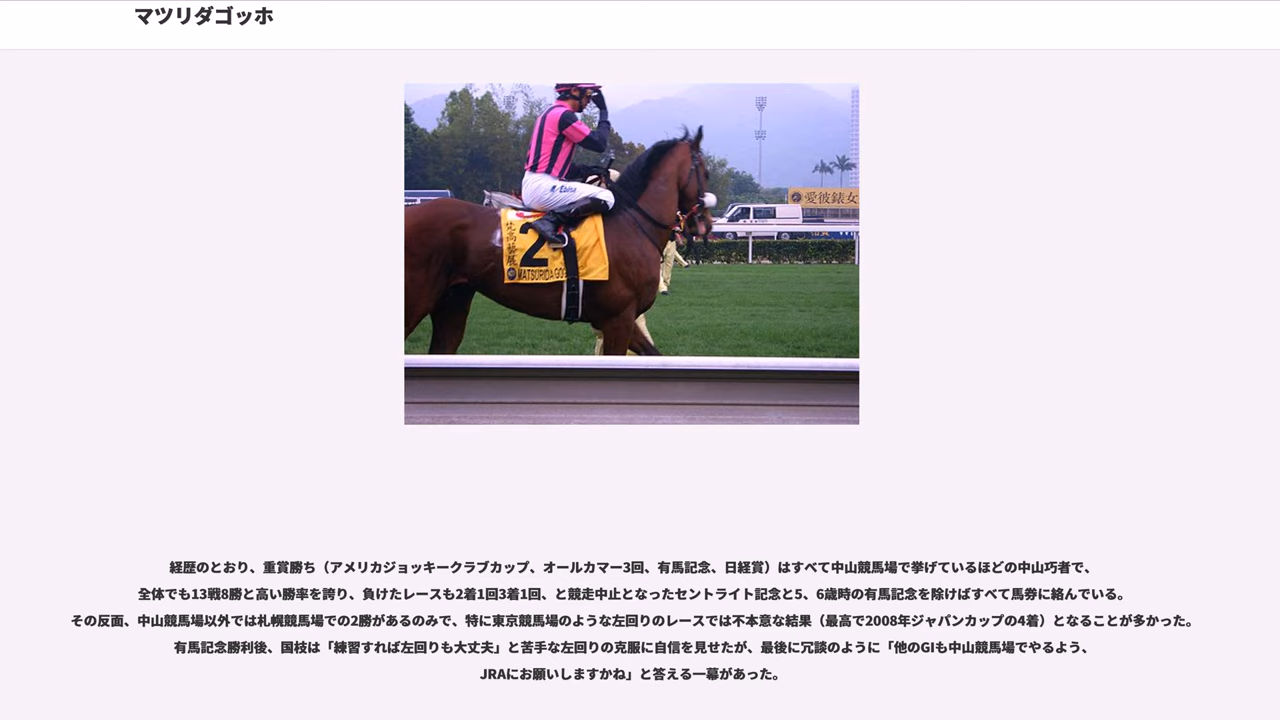 マツリダゴッホ
愛彼錶女
Ebina
2
梵高藝展
MATSURIDA GO
経歴のとおり、重賞勝ち（アメリカジョッキークラブカップ、オールカマー3回、有馬記念、日経賞）はすべて中山競馬場で挙げているほどの中山巧者で、
全体でも13戦8勝と高い勝率を誇り、負けたレースも2着1回3着1回、と競走中止となったセントライト記念と5、6歳時の有馬記念を除けばすべて馬券に絡んでいる。
その反面、中山競馬場以外では札幌競馬場での2勝があるのみで、特に東京競馬場のような左回りのレースでは不本意な結果（最高で2008年ジャパンカップの4着）となることが多かった。
有馬記念勝利後、国枝は「練習すれば左回りも大丈夫」と苦手な左回りの克服に自信を見せたが、最後に冗談のように「他のGIも中山競馬場でやるよう、
JRAにお願いしますかね」と答える一幕があった。